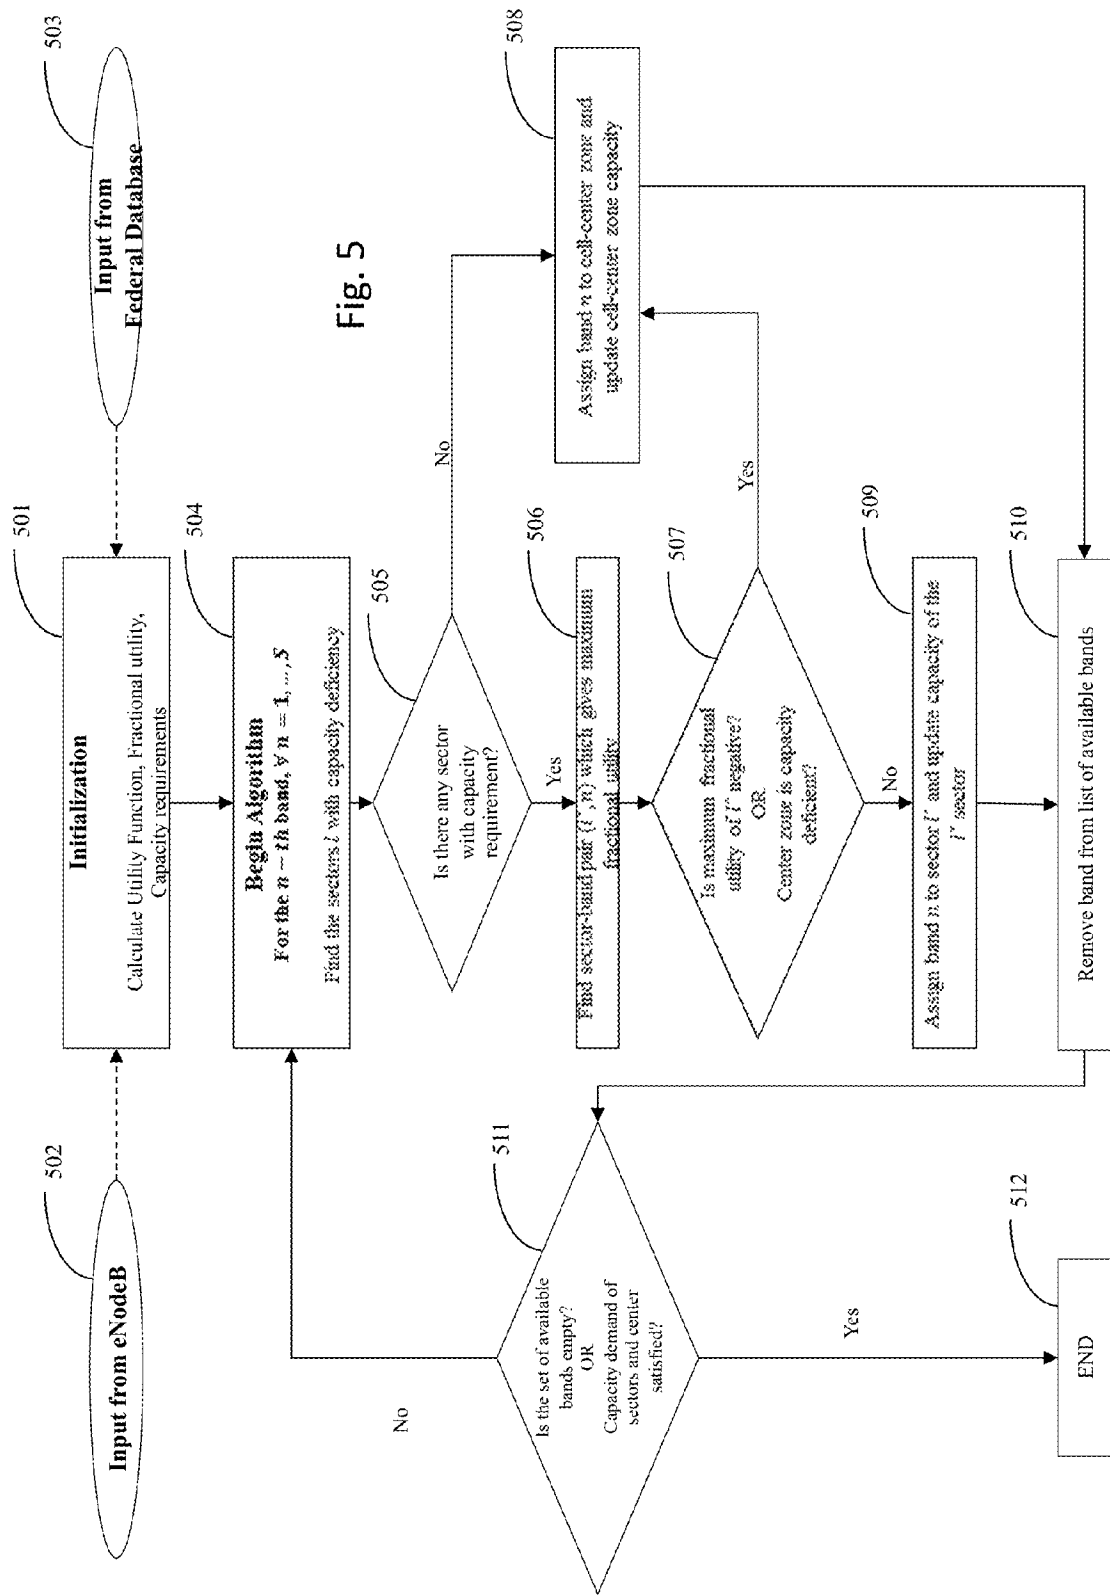 503
Input from
Federal Database
502
Input from eNodeB
501
Initialization
Calculate Utility Function, Fractional utility,
Capacity requirements
504
Begin Algorithm
For the n − th band, ∀ n = 1, ..., S
Find the sectors l with capacity deficiency
505
Is there any sector
with capacity
requirement?
No
Yes
Fig. 5
508
Assign band n to cell-center zone and
update cell-center zone capacity
506
Find sector-band pair (l*, n) which gives maximum
fractional utility
507
Is maximum fractional
utility of l* negative?
OR
Center zone is capacity
deficient?
Yes
No
509
Assign band n to sector l* and update capacity of the
l* sector
510
Remove band from list of available bands
511
Is the set of available
bands empty?
OR
Capacity demand of
sectors and center
satisfied?
No
Yes
512
END